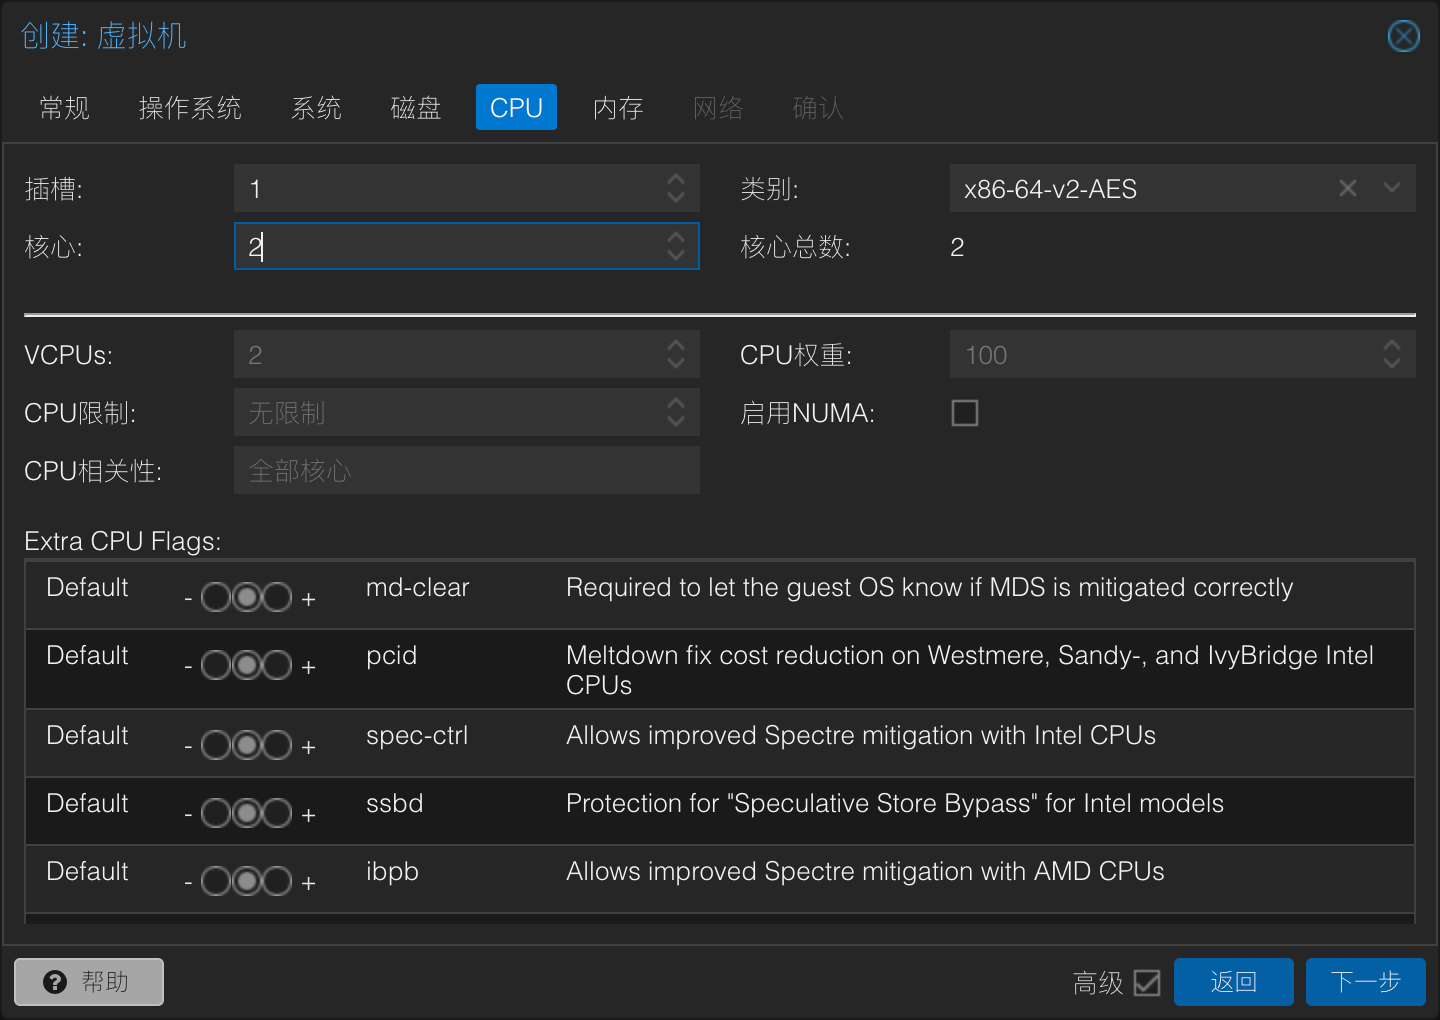 创建: 虚拟机
常规 操作系统 系统 磁盘 CPU 内存 网络 确认
插槽: 1 类别: x86-64-v2-AES
核心: 2 核心总数: 2
VCPUs: 2 CPU权重: 100
CPU限制: 无限制 启用NUMA:
CPU相关性: 全部核心
Extra CPU Flags:
Default - + md-clear Required to let the guest OS know if MDS is mitigated correctly
Default - + pcid Meltdown fix cost reduction on Westmere, Sandy-, and IvyBridge Intel
CPUs
Default - + spec-ctrl Allows improved Spectre mitigation with Intel CPUs
Default - + ssbd Protection for "Speculative Store Bypass" for Intel models
Default - + ibpb Allows improved Spectre mitigation with AMD CPUs
? 帮助 高级 返回 下一步